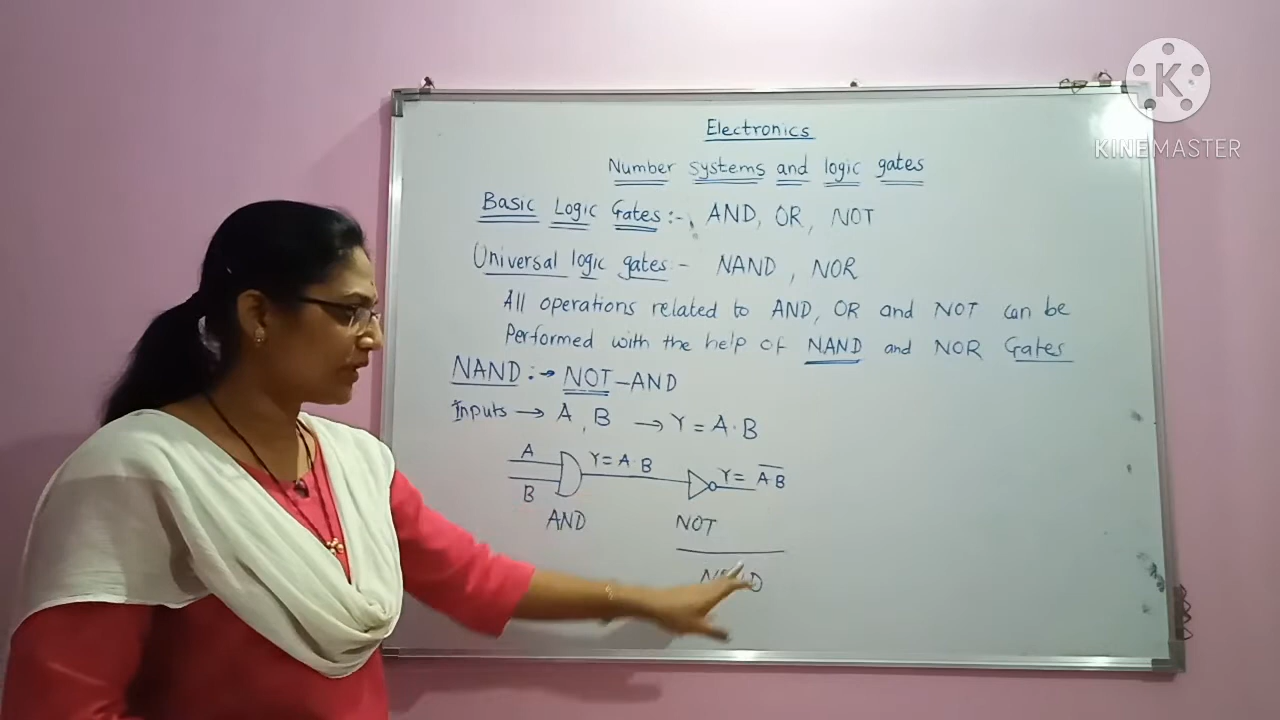 KINEMASTER
Electronics
Number systems and logic gates
Basic Logic Gates :- AND, OR, NOT
Universal logic gates :- NAND, NOR
All operations related to AND, OR and NOT can be
Performed with the help of NAND and NOR Gates
NAND :→ NOT-AND
Inputs → A, B → Y = A·B
A Y = A·B Y = A̅·̅B̅
B
AND NOT